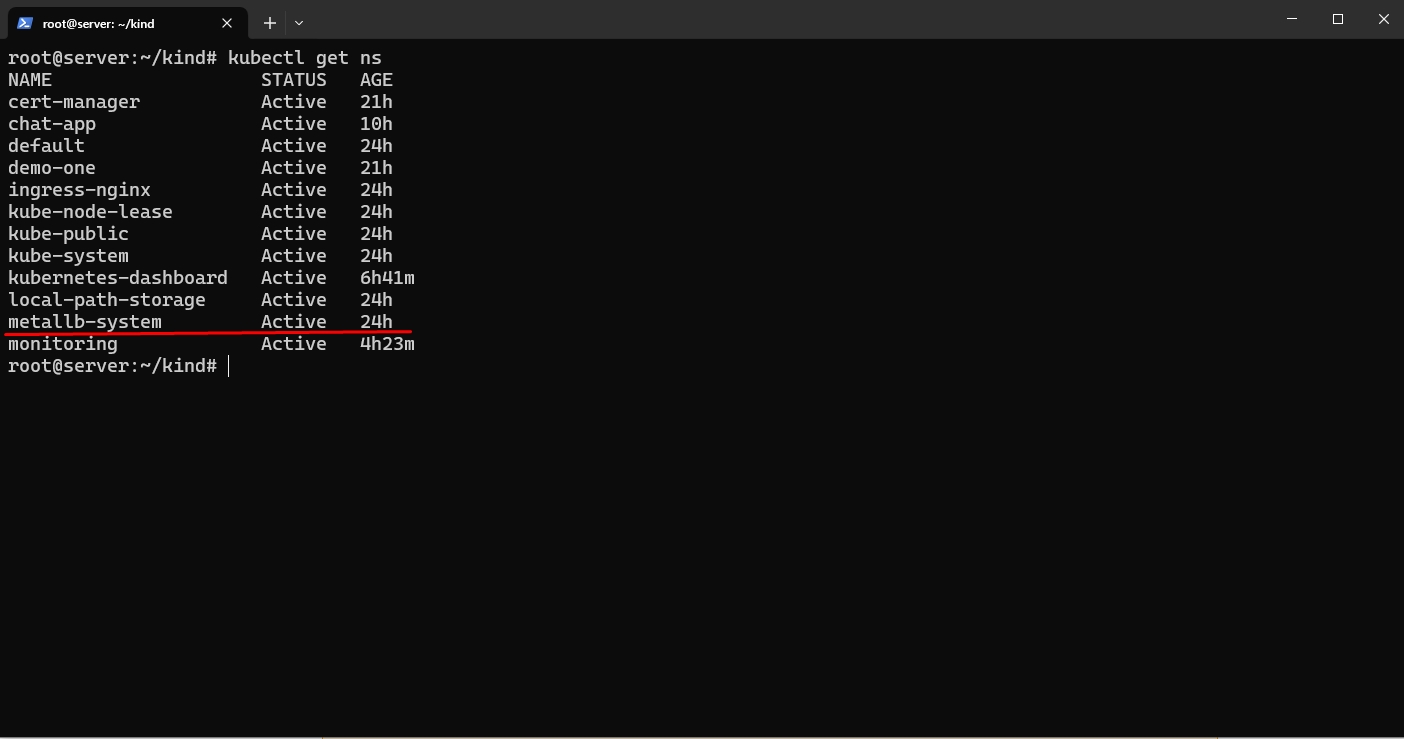 root@server: ~/kind
root@server:~/kind# kubectl get ns
NAME                   STATUS   AGE
cert-manager           Active   21h
chat-app               Active   10h
default                Active   24h
demo-one               Active   21h
ingress-nginx          Active   24h
kube-node-lease        Active   24h
kube-public            Active   24h
kube-system            Active   24h
kubernetes-dashboard   Active   6h41m
local-path-storage     Active   24h
metallb-system         Active   24h
monitoring             Active   4h23m
root@server:~/kind#